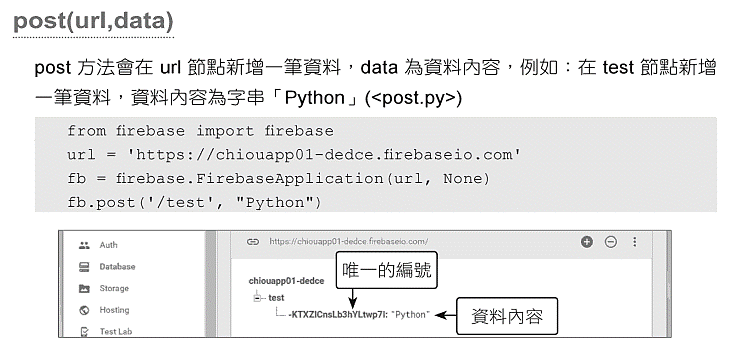 post(url,data)
post 方法會在 url 節點新增一筆資料，data 為資料內容，例如：在 test 節點新增
一筆資料，資料內容為字串「Python」(<post.py>)
from firebase import firebase
url = 'https://chiouapp01-dedce.firebaseio.com'
fb = firebase.FirebaseApplication(url, None)
fb.post('/test', "Python")
Auth
Database
Storage
Hosting
Test Lab
https://chiouapp01-dedce.firebaseio.com/
唯一的編號
chiouapp01-dedce
test
-KTXZlCnsLb3hYLtwp7l: "Python"
資料內容